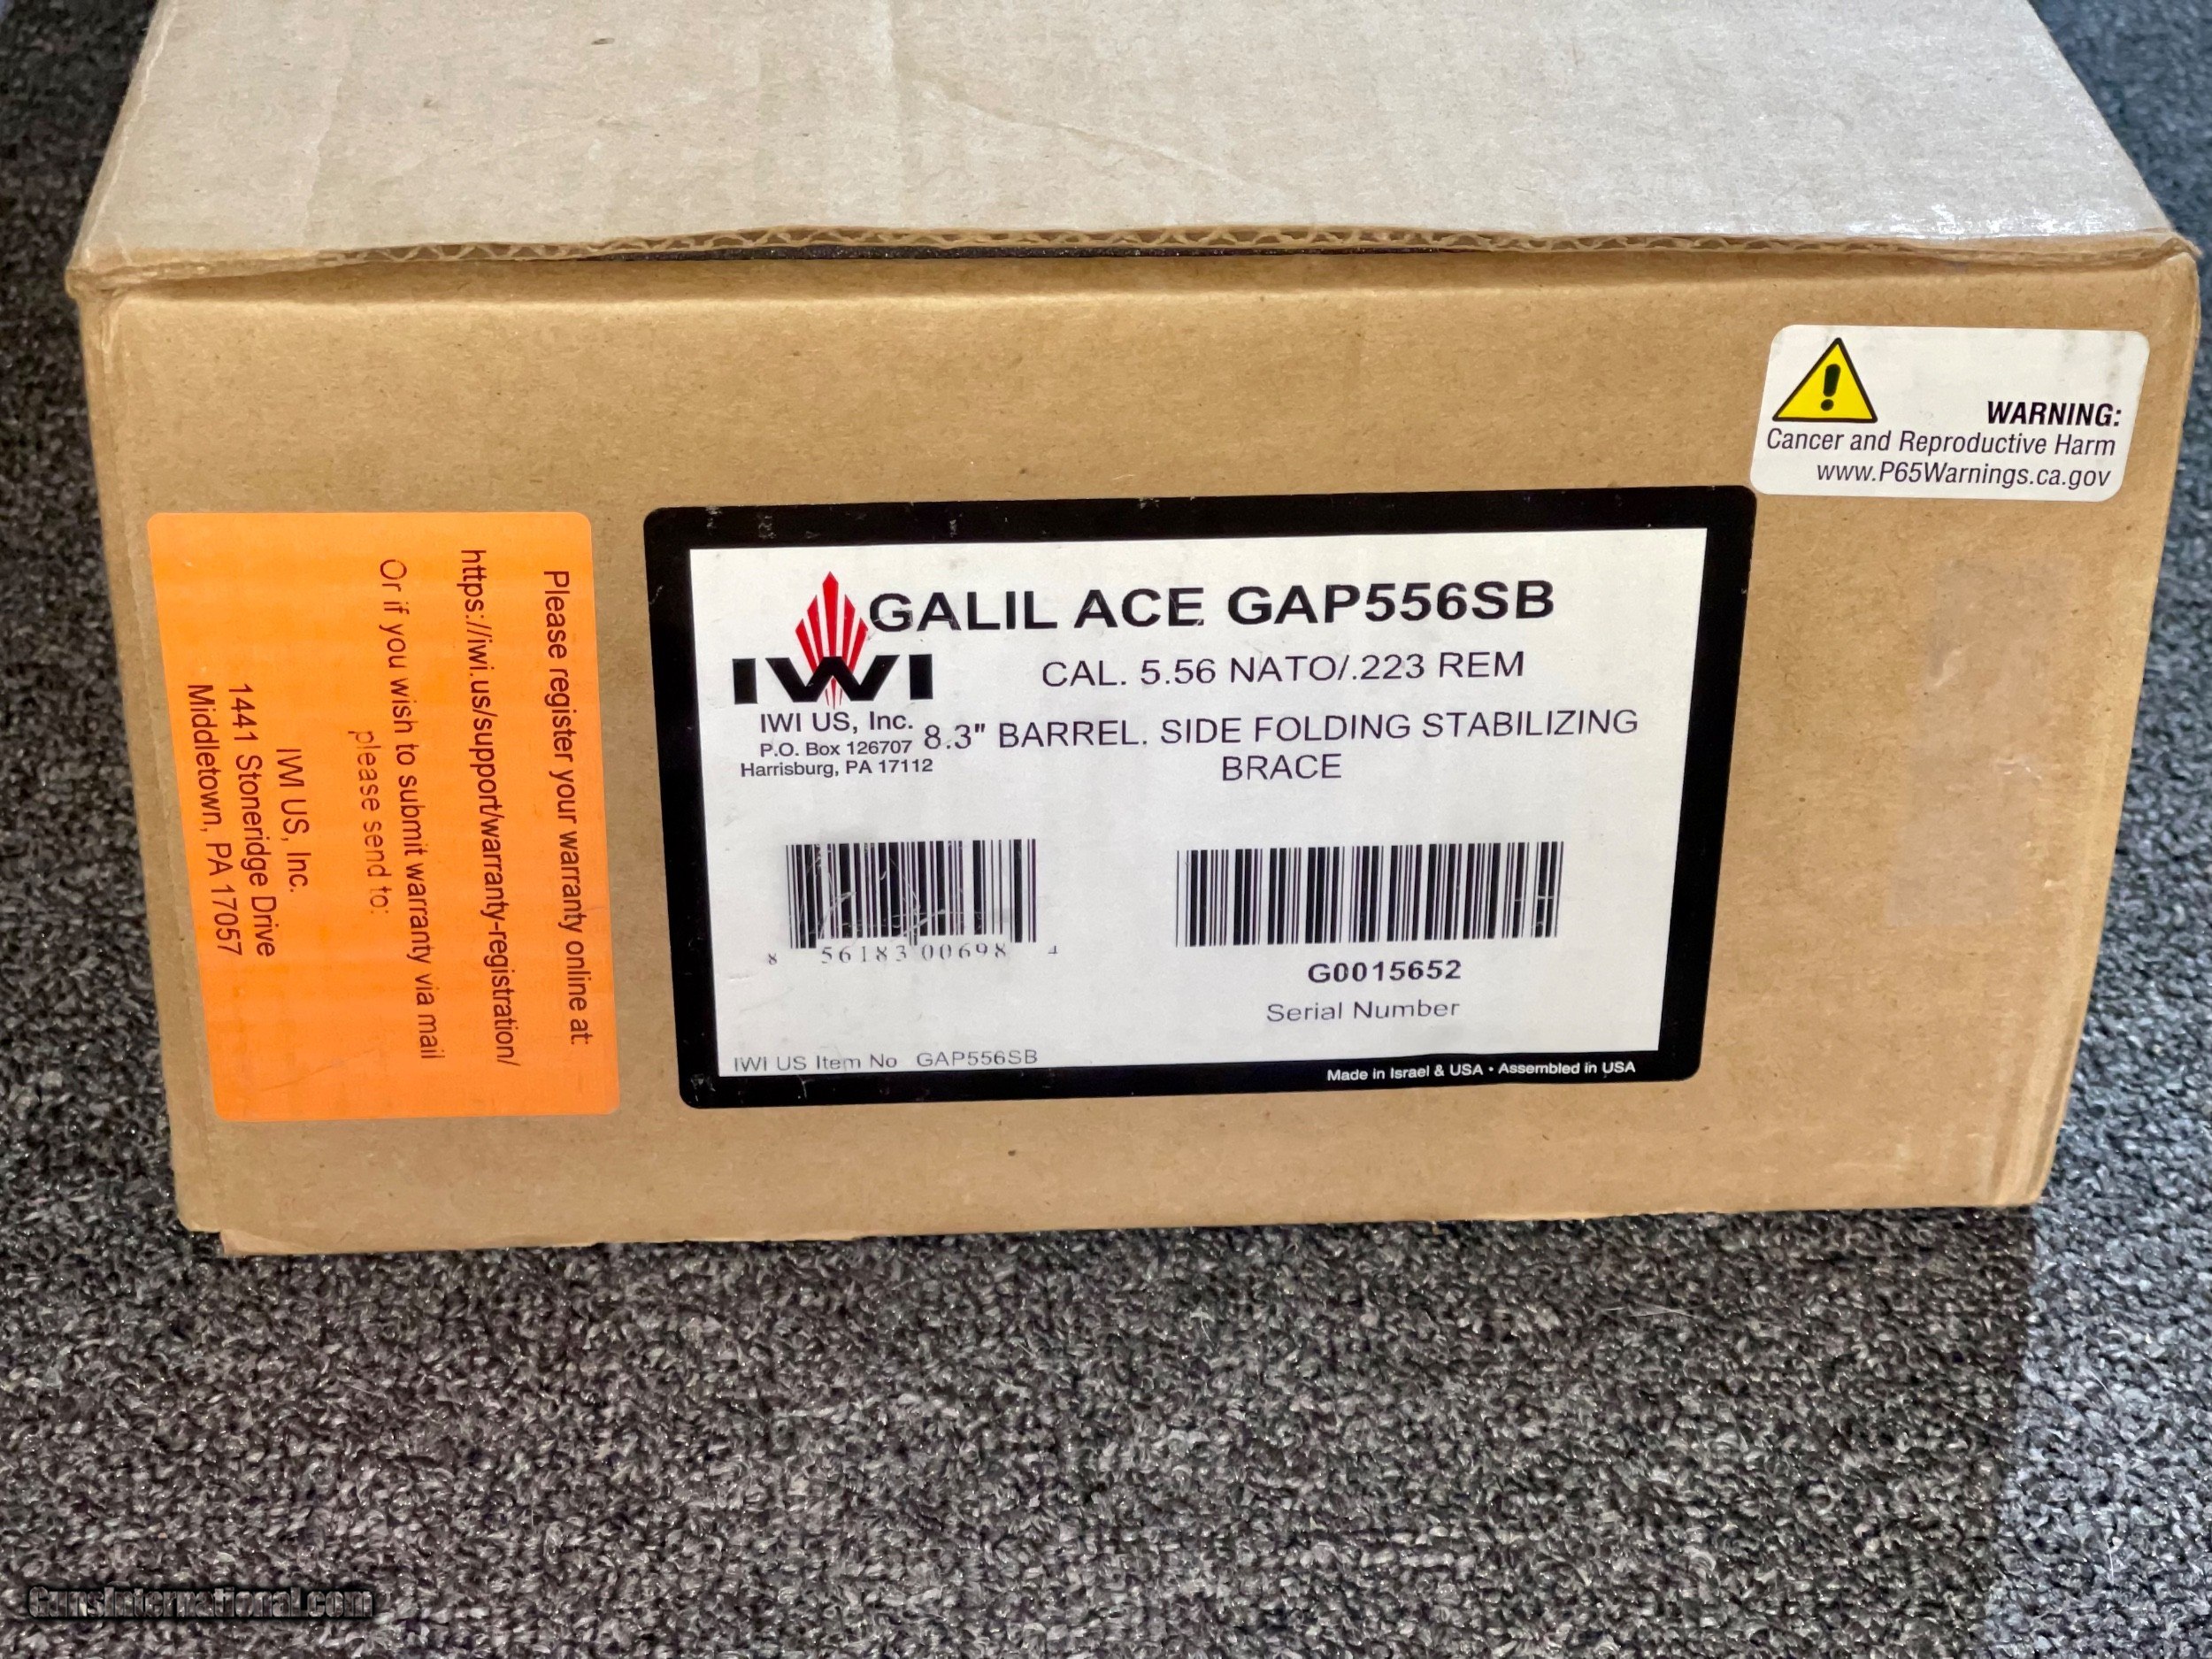 WARNING:
Cancer and Reproductive Harm
www.P65Warnings.ca.gov
Please register your warranty online at:
https://iwi.us/support/warranty-registration/
Or if you wish to submit warranty via mail
please send to:
IWI US, Inc.
1441 Stoneridge Drive
Middletown, PA 17057
GALIL ACE GAP556SB
CAL. 5.56 NATO/.223 REM
8.3" BARREL. SIDE FOLDING STABILIZING
BRACE
IWI
IWI US, Inc.
P.O. Box 126707
Harrisburg, PA 17112
8 56183 00698 4
G0015652
Serial Number
IWI US Item No GAP556SB
Made in Israel & USA • Assembled in USA
GunsInternational.com